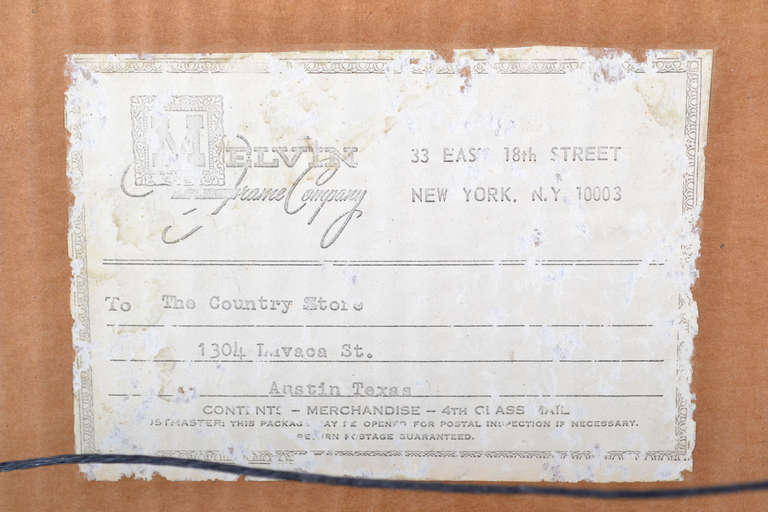 MELVIN 33 EAST 18th STREET
Frame Company NEW YORK, N.Y. 10003
To The Country Store
1304 Lavaca St.
Austin Texas
CONTENTS – MERCHANDISE – 4TH CLASS MAIL
POSTMASTER: THIS PACKAGE MAY BE OPENED FOR POSTAL INSPECTION IF NECESSARY.
RETURN POSTAGE GUARANTEED.